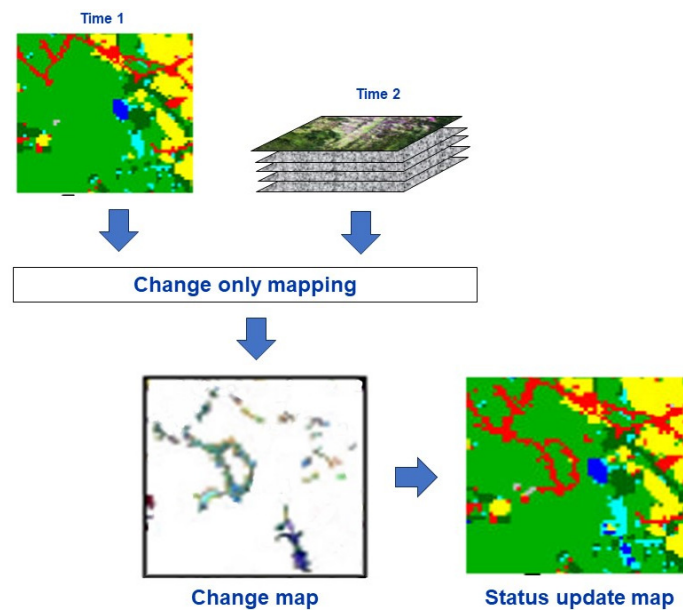 Time 1
Time 2
Change only mapping
Change map
Status update map